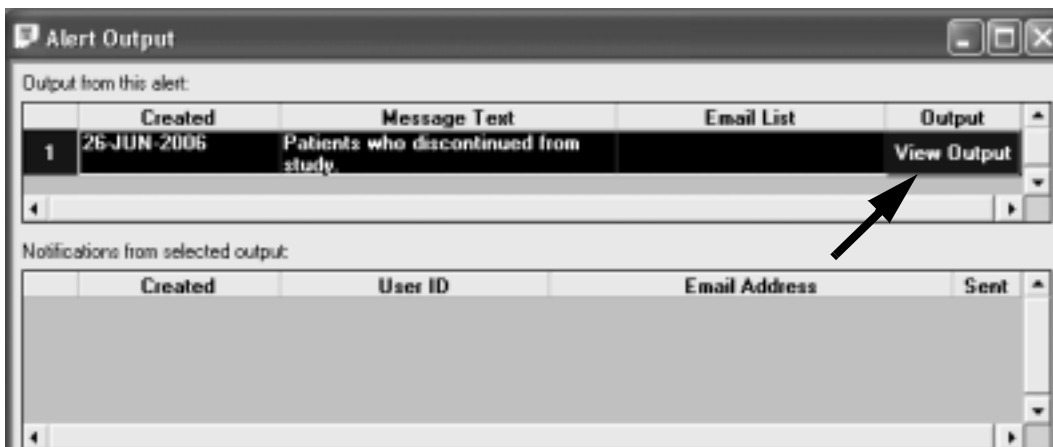 Alert Output
Output from this alert:
Created Message Text Email List Output
1 26-JUN-2006 Patients who discontinued from View Output
study.
Notifications from selected output:
Created User ID Email Address Sent